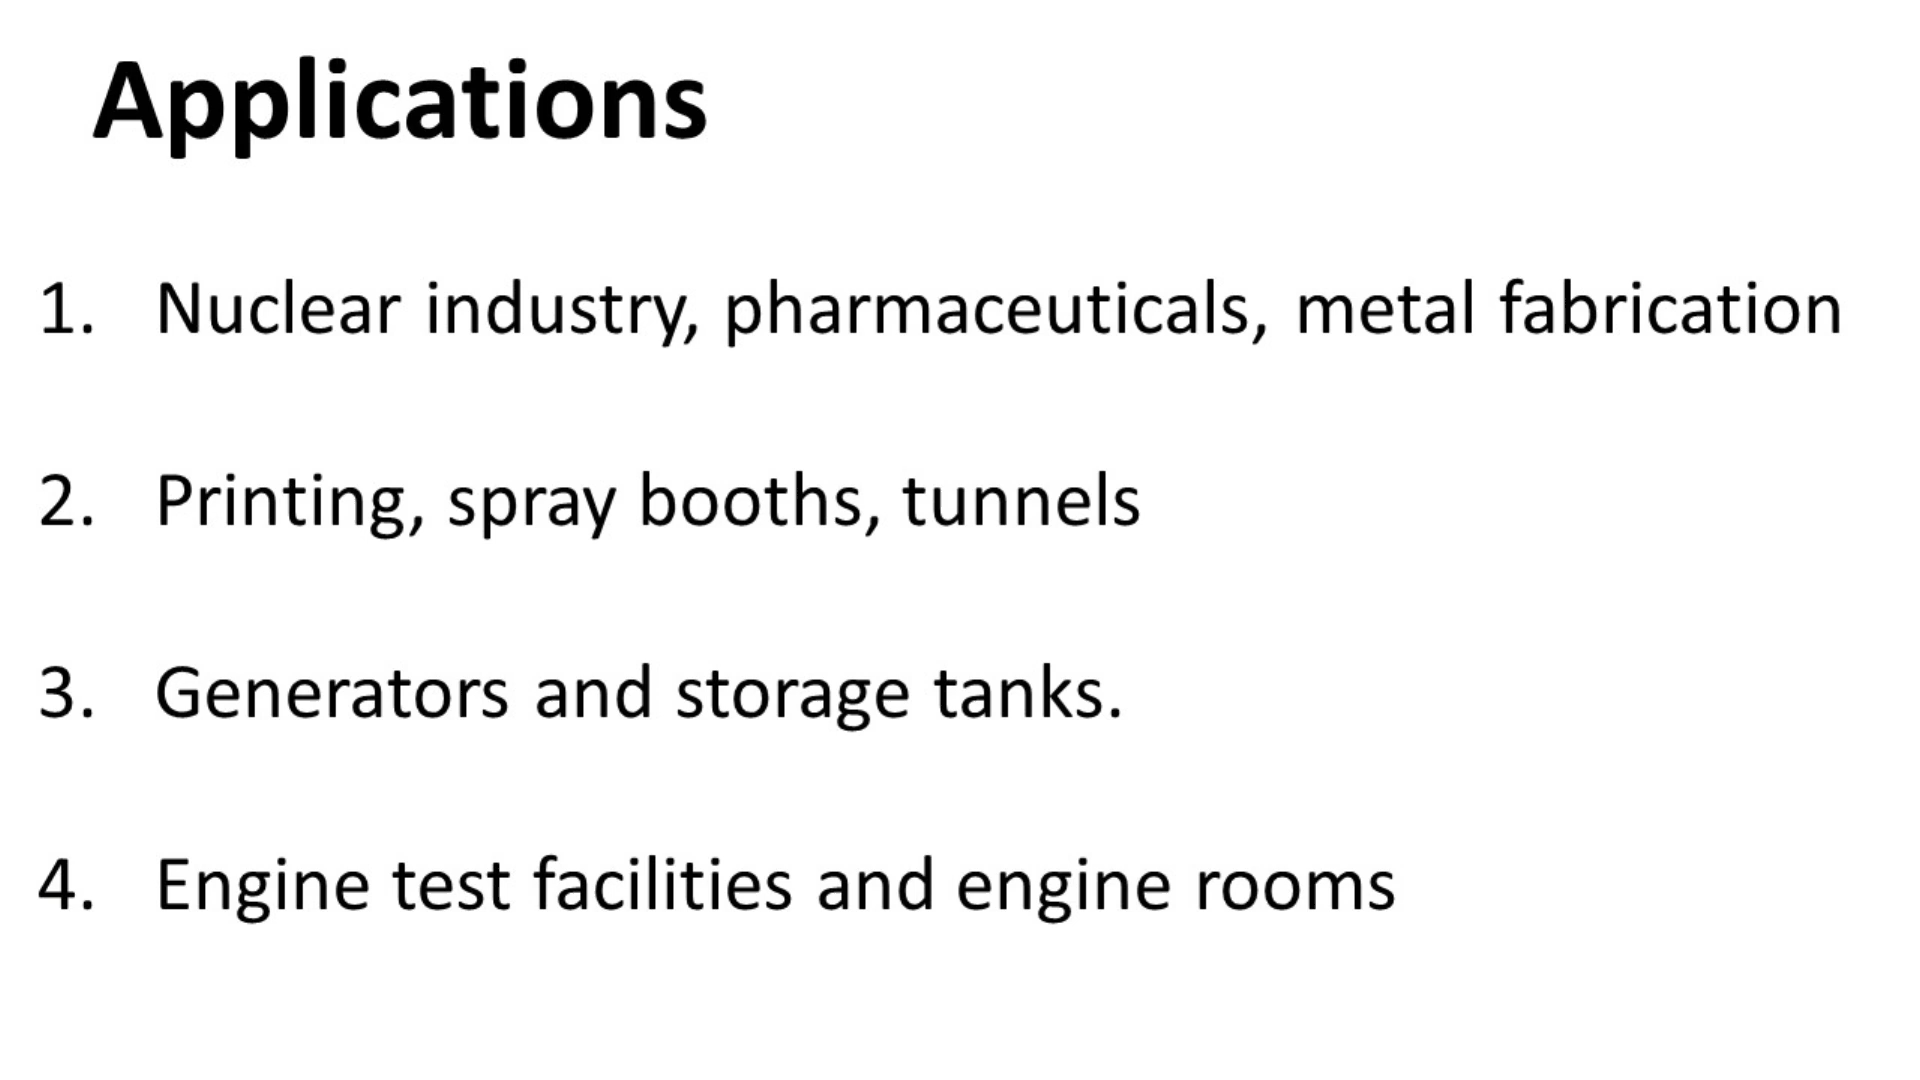 Applications
1. Nuclear industry, pharmaceuticals, metal fabrication
2. Printing, spray booths, tunnels
3. Generators and storage tanks.
4. Engine test facilities and engine rooms